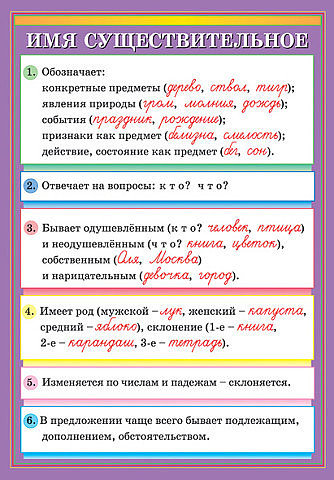 ИМЯ СУЩЕСТВИТЕЛЬНОЕ
1. Обозначает:
конкретные предметы (дерево, ствол, тигр);
явления природы (гром, молния, дождь);
события (праздник, рождение);
признаки как предмет (белизна, смелость);
действие, состояние как предмет (бег, сон).
2. Отвечает на вопросы: к т о? ч т о?
3. Бывает одушевлённым (к т о? человек, птица)
и неодушевлённым (ч т о? книга, цветок),
собственным (Аля, Москва)
и нарицательным (девочка, город).
4. Имеет род (мужской – лук, женский – капуста,
средний – яблоко), склонение (1-е – книга,
2-е – карандаш, 3-е – тетрадь).
5. Изменяется по числам и падежам – склоняется.
6. В предложении чаще всего бывает подлежащим,
дополнением, обстоятельством.